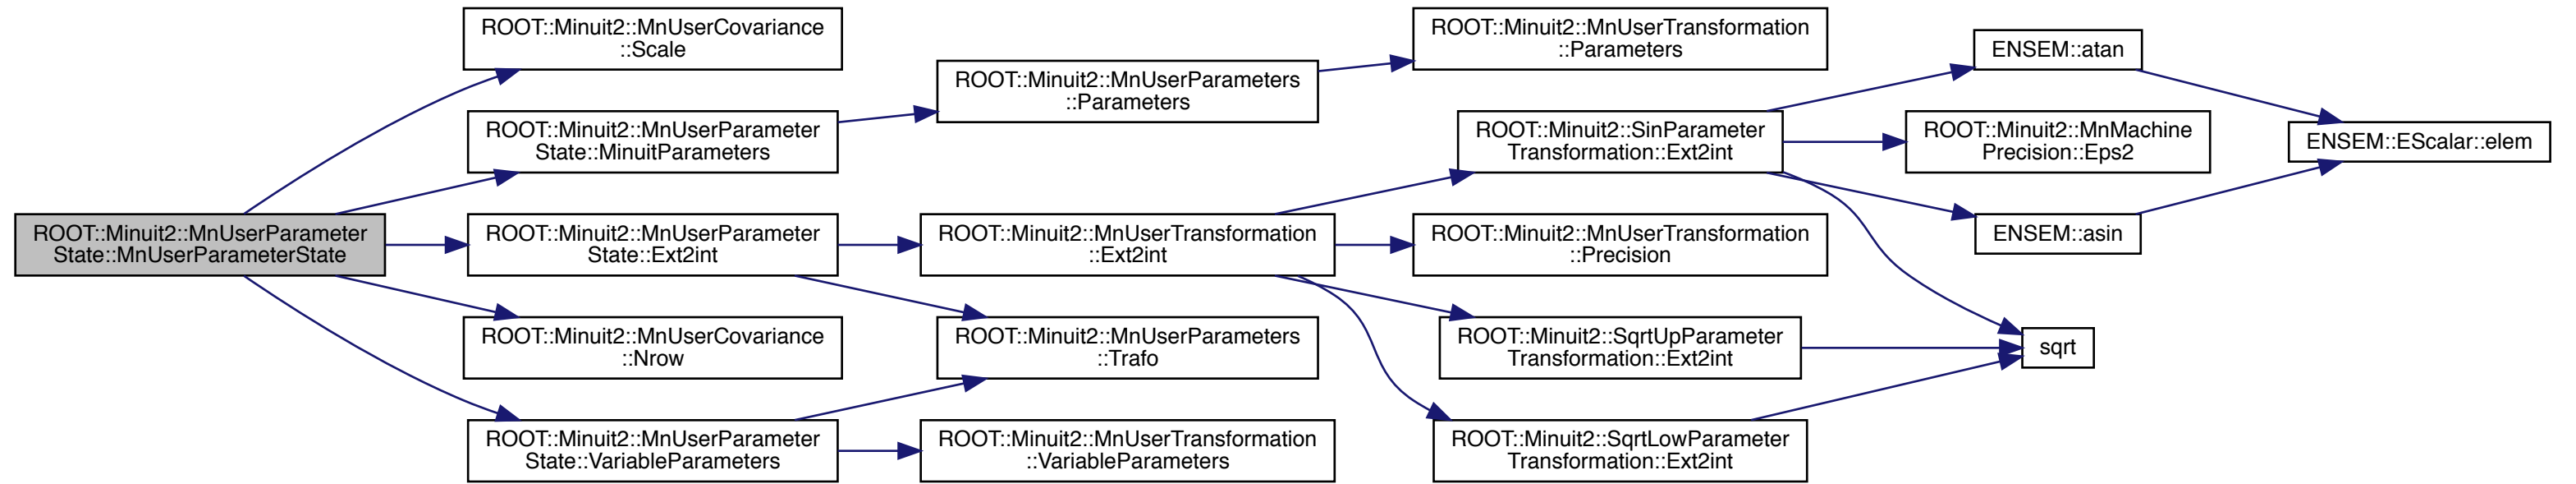 ROOT::Minuit2::MnUserParameter
State::MnUserParameterState
ROOT::Minuit2::MnUserCovariance
::Scale
ROOT::Minuit2::MnUserParameter
State::MinuitParameters
ROOT::Minuit2::MnUserParameter
State::Ext2int
ROOT::Minuit2::MnUserCovariance
::Nrow
ROOT::Minuit2::MnUserParameter
State::VariableParameters
ROOT::Minuit2::MnUserParameters
::Parameters
ROOT::Minuit2::MnUserTransformation
::Ext2int
ROOT::Minuit2::MnUserParameters
::Trafo
ROOT::Minuit2::MnUserTransformation
::VariableParameters
ROOT::Minuit2::MnUserTransformation
::Parameters
ROOT::Minuit2::SinParameter
Transformation::Ext2int
ROOT::Minuit2::MnUserTransformation
::Precision
ROOT::Minuit2::SqrtUpParameter
Transformation::Ext2int
ROOT::Minuit2::SqrtLowParameter
Transformation::Ext2int
ENSEM::atan
ROOT::Minuit2::MnMachine
Precision::Eps2
ENSEM::asin
sqrt
ENSEM::EScalar::elem